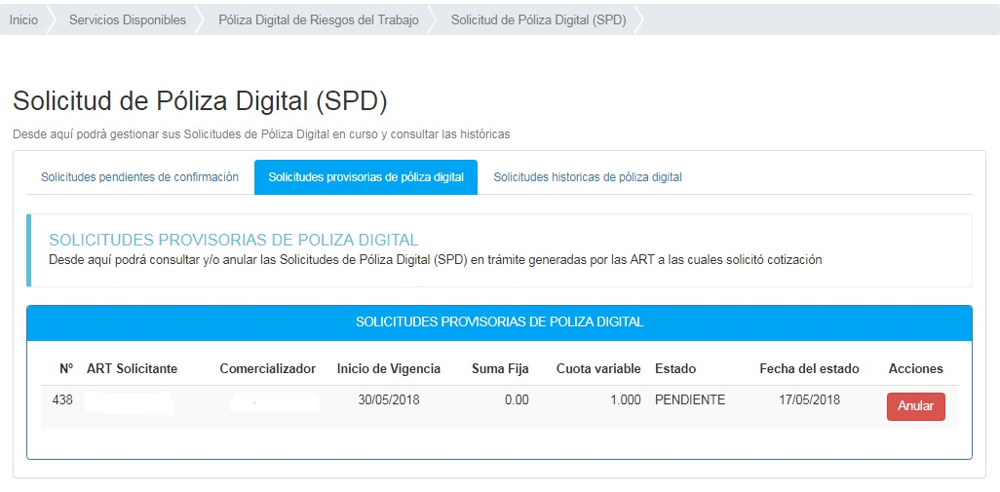 Inicio Servicios Disponibles Póliza Digital de Riesgos del Trabajo Solicitud de Póliza Digital (SPD)
Solicitud de Póliza Digital (SPD)
Desde aquí podrá gestionar sus Solicitudes de Póliza Digital en curso y consultar las históricas
Solicitudes pendientes de confirmación Solicitudes provisorias de póliza digital Solicitudes historicas de póliza digital
SOLICITUDES PROVISORIAS DE POLIZA DIGITAL
Desde aquí podrá consultar y/o anular las Solicitudes de Póliza Digital (SPD) en trámite generadas por las ART a las cuales solicitó cotización
SOLICITUDES PROVISORIAS DE POLIZA DIGITAL
Nº ART Solicitante Comercializador Inicio de Vigencia Suma Fija Cuota variable Estado Fecha del estado Acciones
438 30/05/2018 0.00 1.000 PENDIENTE 17/05/2018 Anular